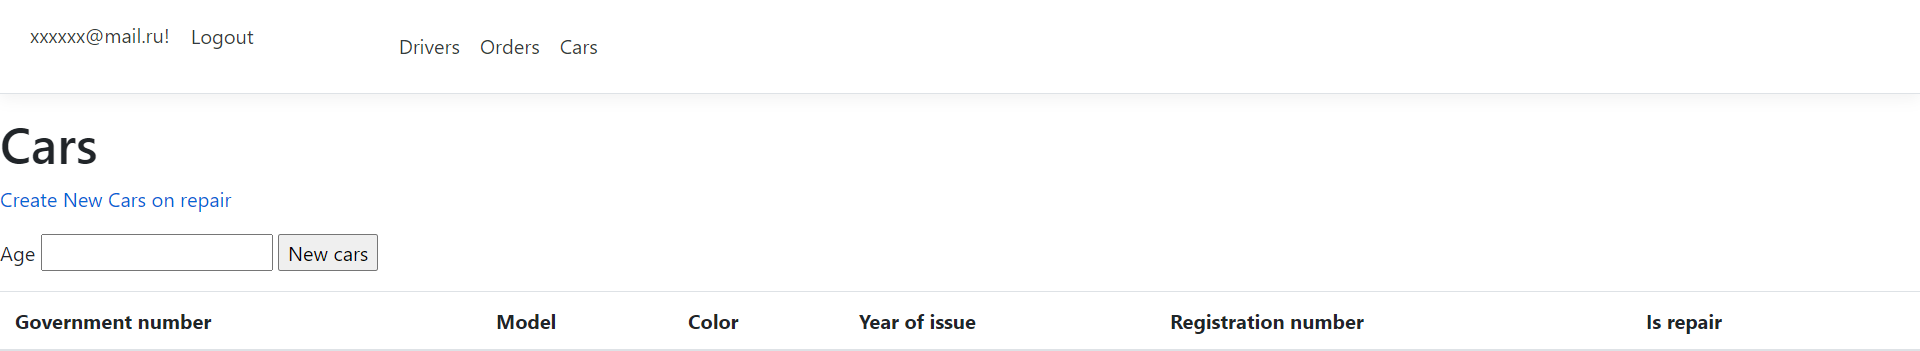 xxxxxx@mail.ru! Logout Drivers Orders Cars
Cars
Create New Cars on repair
Age New cars
Government number Model Color Year of issue Registration number Is repair